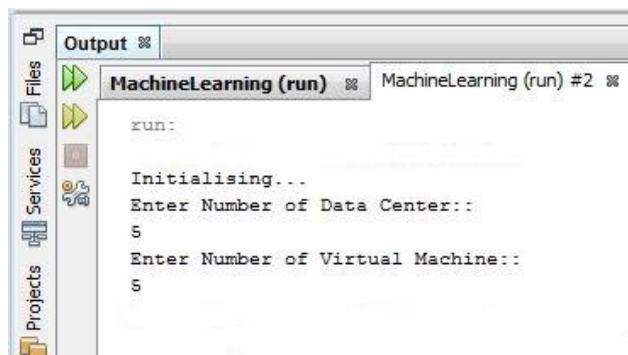 Output
Files
Services
Projects
MachineLearning (run)
MachineLearning (run) #2
run:
Initialising...
Enter Number of Data Center::
5
Enter Number of Virtual Machine::
5